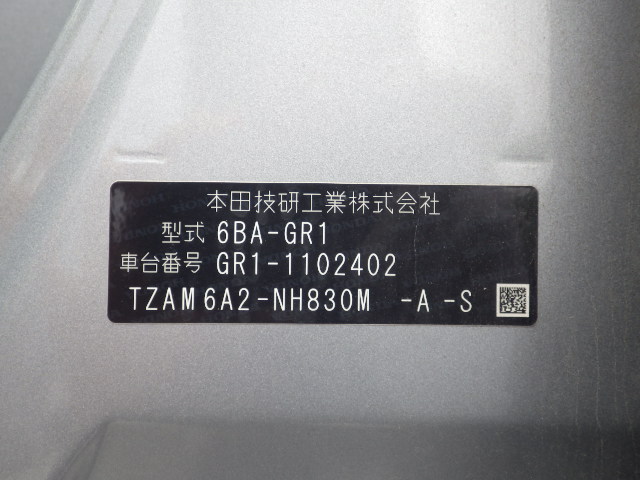 本田技研工業株式会社
型式 6BA-GR1
車台番号 GR1-1102402
TZAM6A2-NH830M -A -S